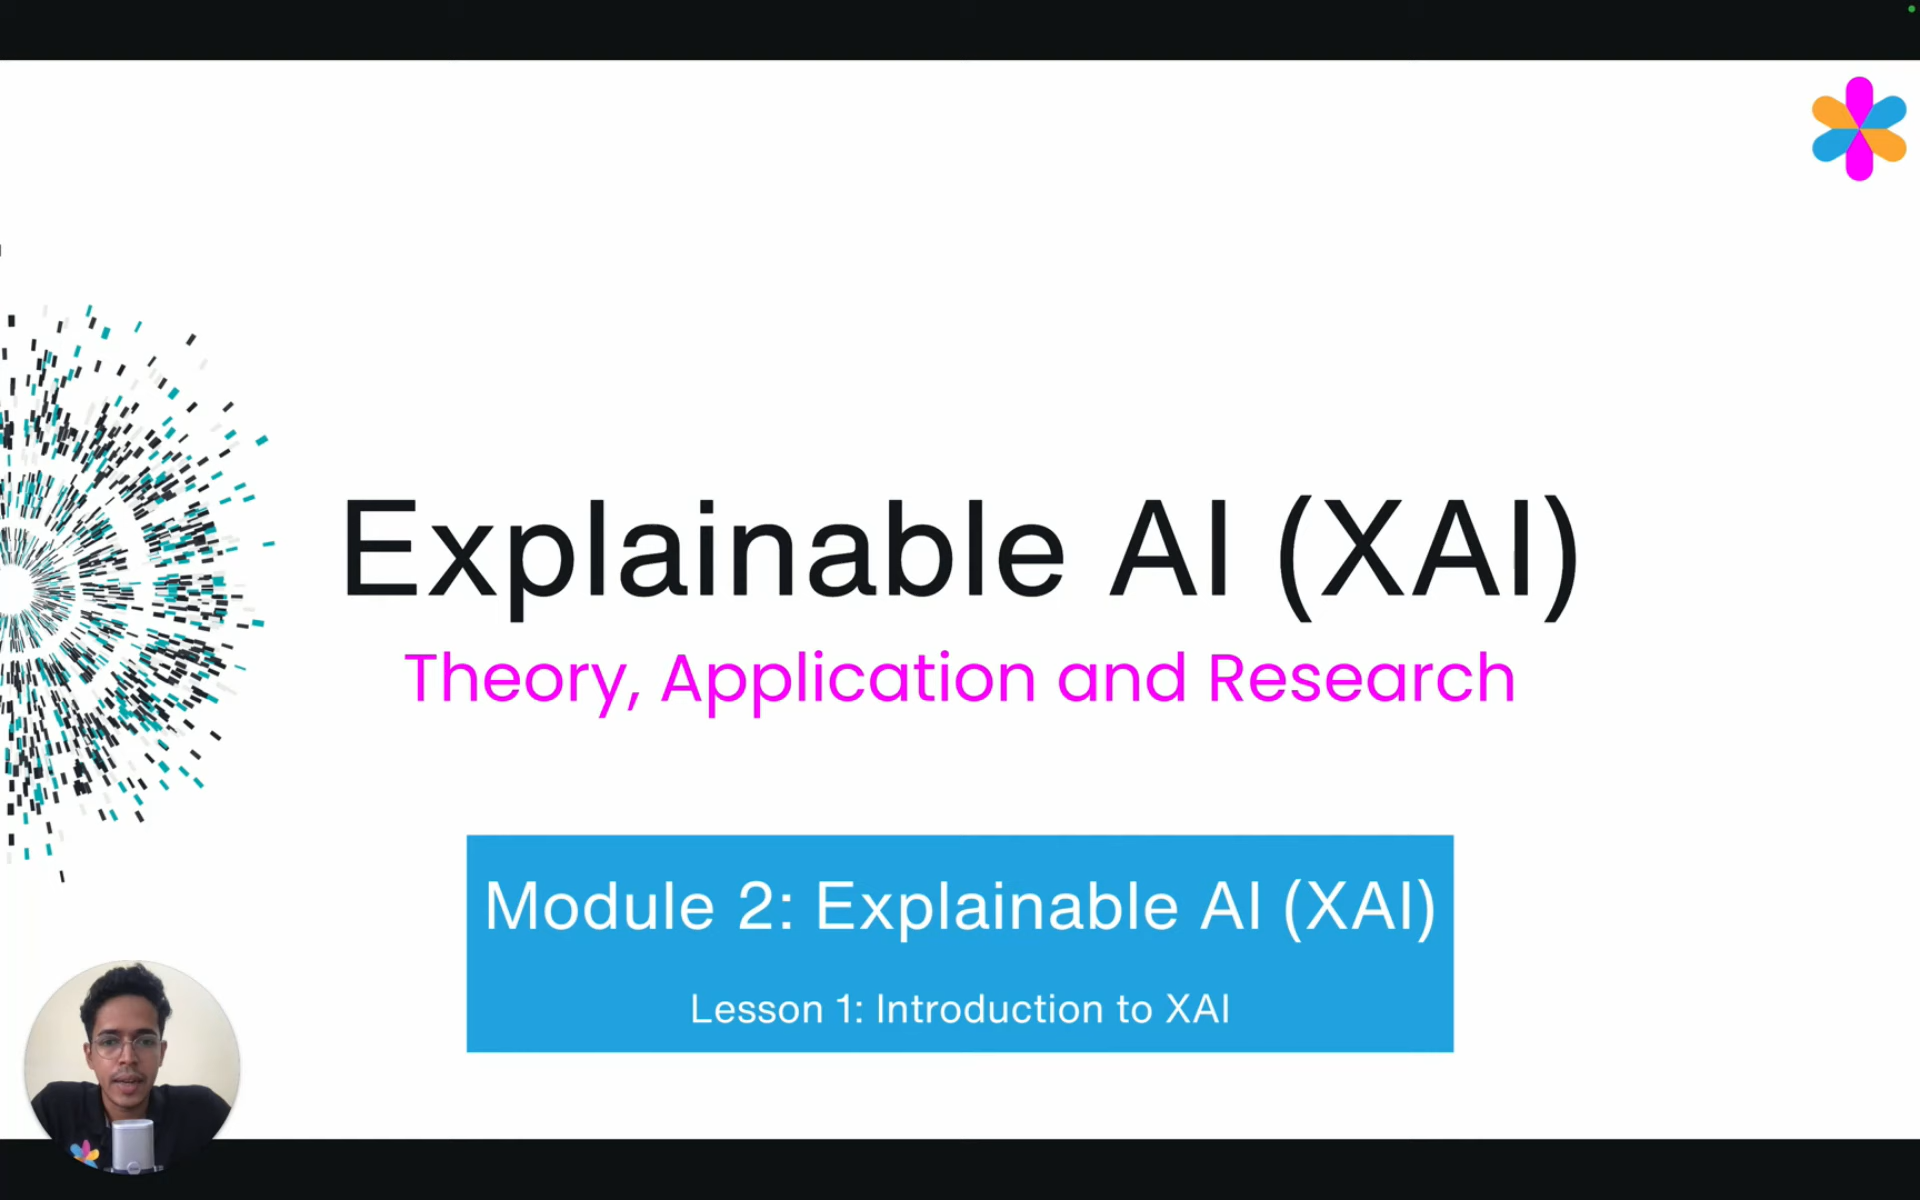 Explainable AI (XAI)
Theory, Application and Research
Module 2: Explainable AI (XAI)
Lesson 1: Introduction to XAI